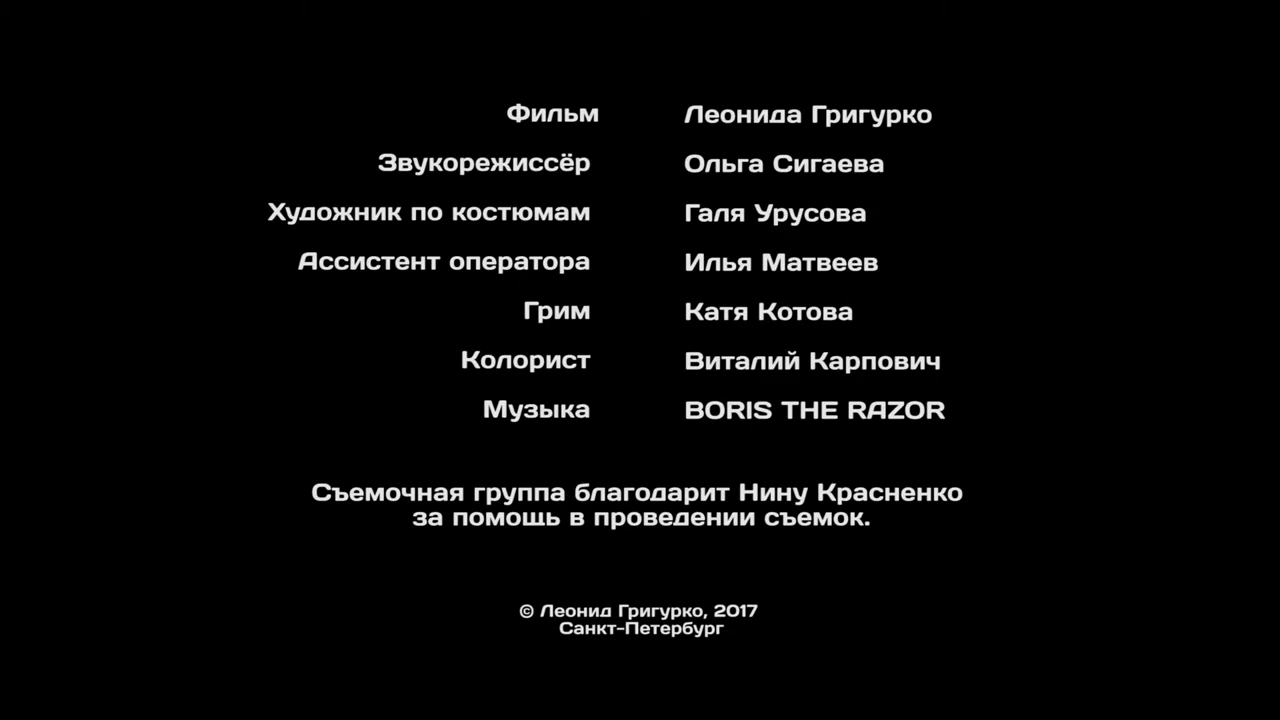 Фильм Леонида Григурко
Звукорежиссёр Ольга Сигаева
Художник по костюмам Галя Урусова
Ассистент оператора Илья Матвеев
Грим Катя Котова
Колорист Виталий Карпович
Музыка BORIS THE RAZOR
Съемочная группа благодарит Нину Красненко
за помощь в проведении съемок.
© Леонид Григурко, 2017
Санкт-Петербург